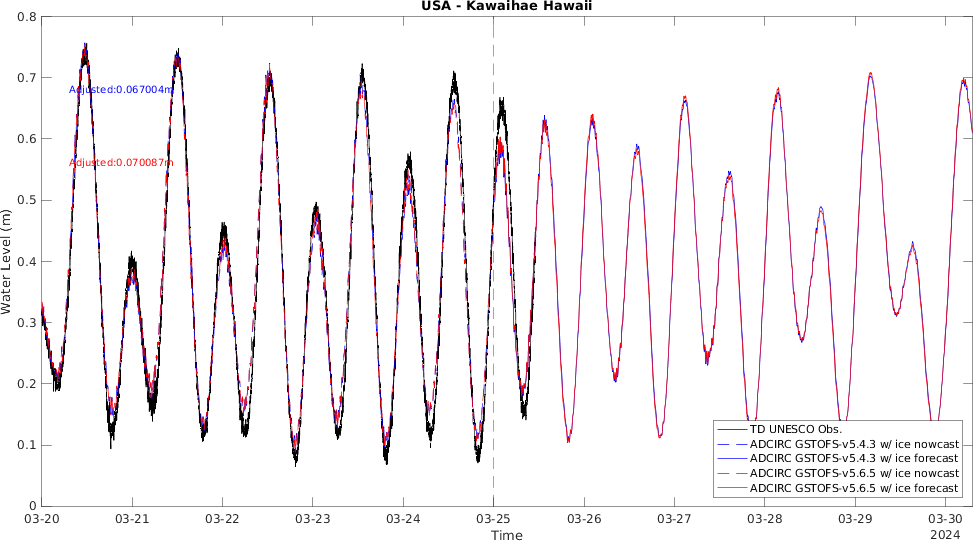 USA - Kawaihae Hawaii
0.8
0.7
0.6
0.5
0.4
0.3
0.2
0.1
0
Water Level (m)
Adjusted:0.067004m
Adjusted:0.070087m
TD UNESCO Obs.
ADCIRC GSTOFS-v5.4.3 w/ ice nowcast
ADCIRC GSTOFS-v5.4.3 w/ ice forecast
ADCIRC GSTOFS-v5.6.5 w/ ice nowcast
ADCIRC GSTOFS-v5.6.5 w/ ice forecast
03-20 03-21 03-22 03-23 03-24 03-25 03-26 03-27 03-28 03-29 03-30
2024
Time